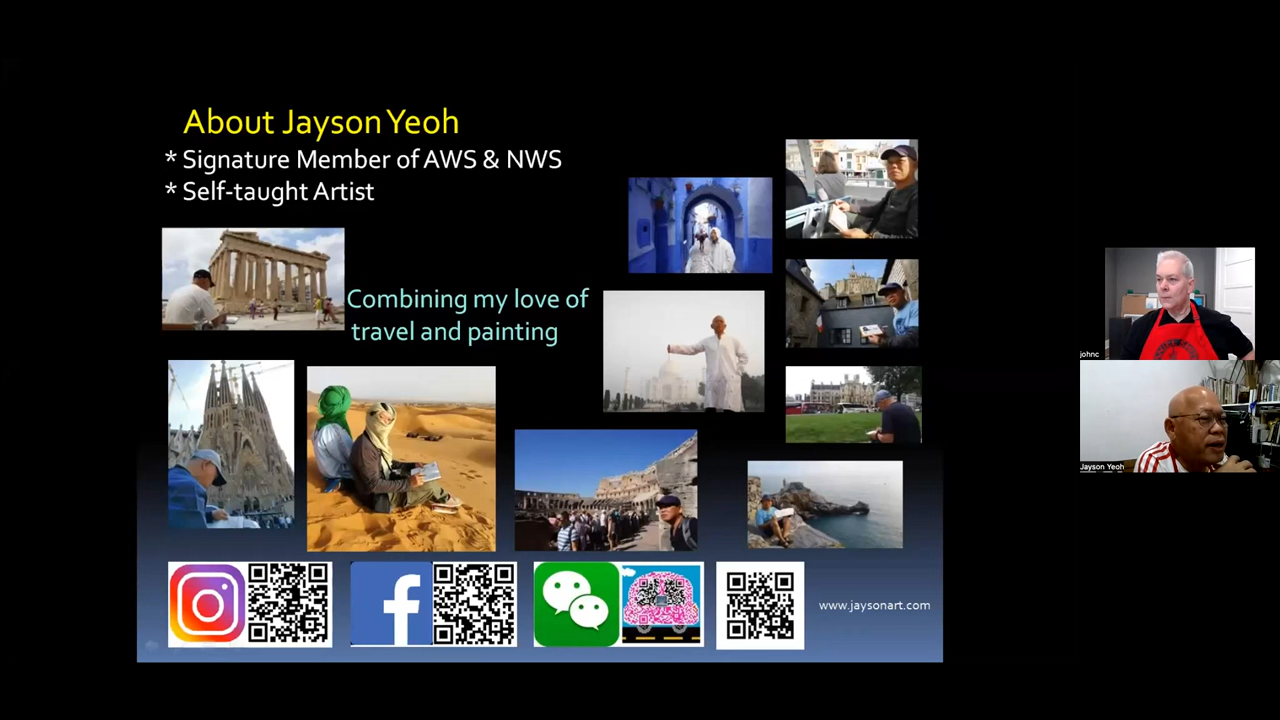 About Jayson Yeoh
* Signature Member of AWS & NWS
* Self-taught Artist
Combining my love of
travel and painting
www.jaysonart.com
johnc
Jayson Yeoh